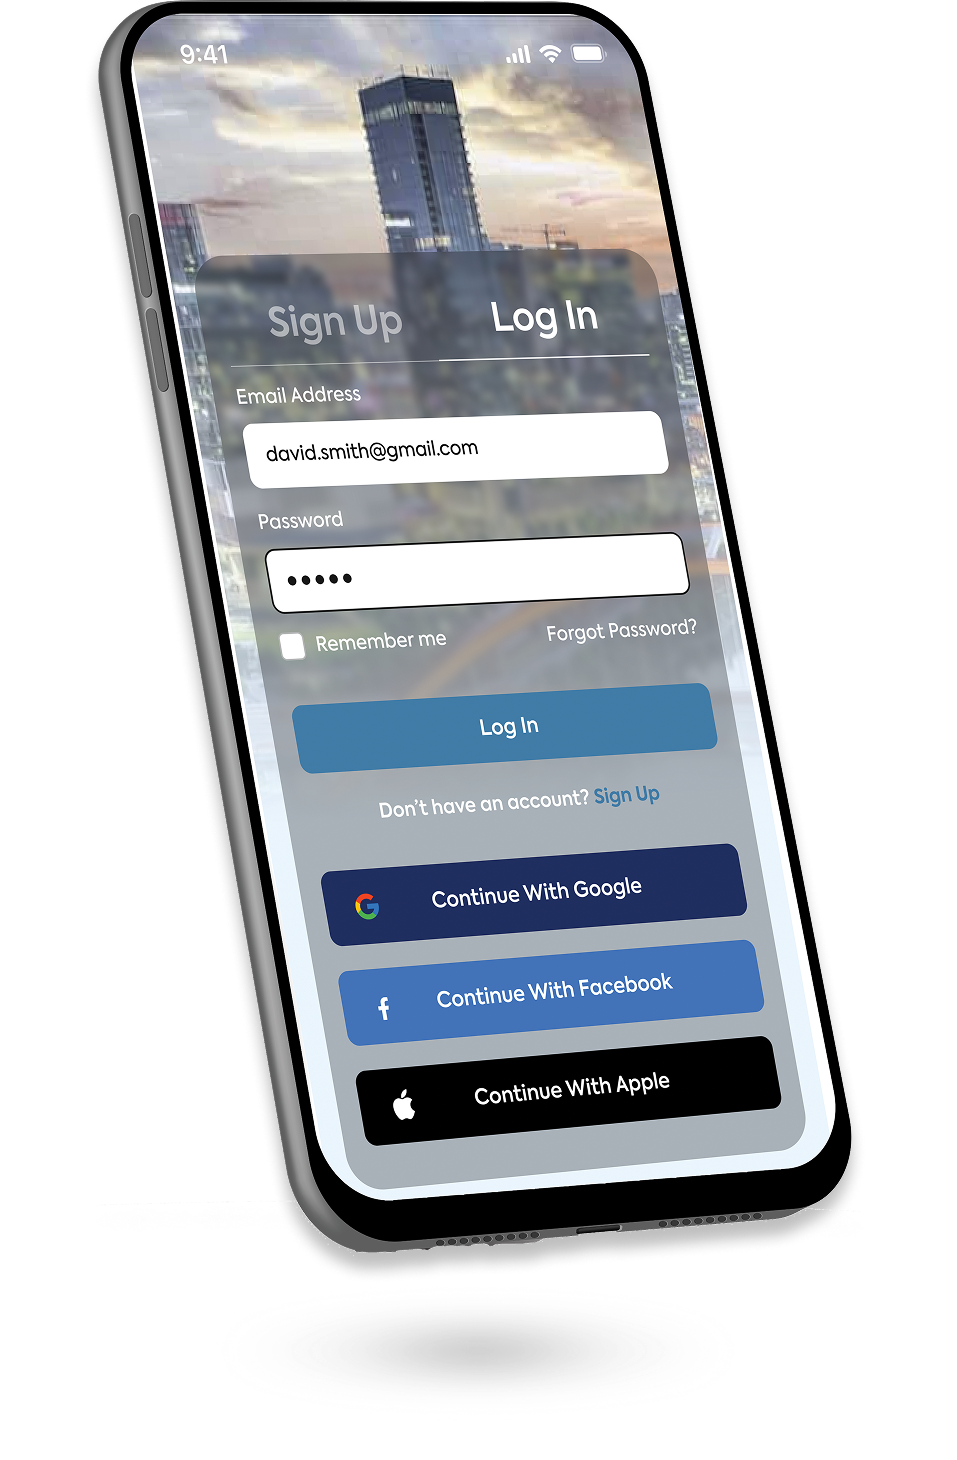 9:41
Sign Up Log In
Email Address
david.smith@gmail.com
Password
•••••
Remember me Forgot Password?
Log In
Don't have an account? Sign Up
Continue With Google
Continue With Facebook
Continue With Apple